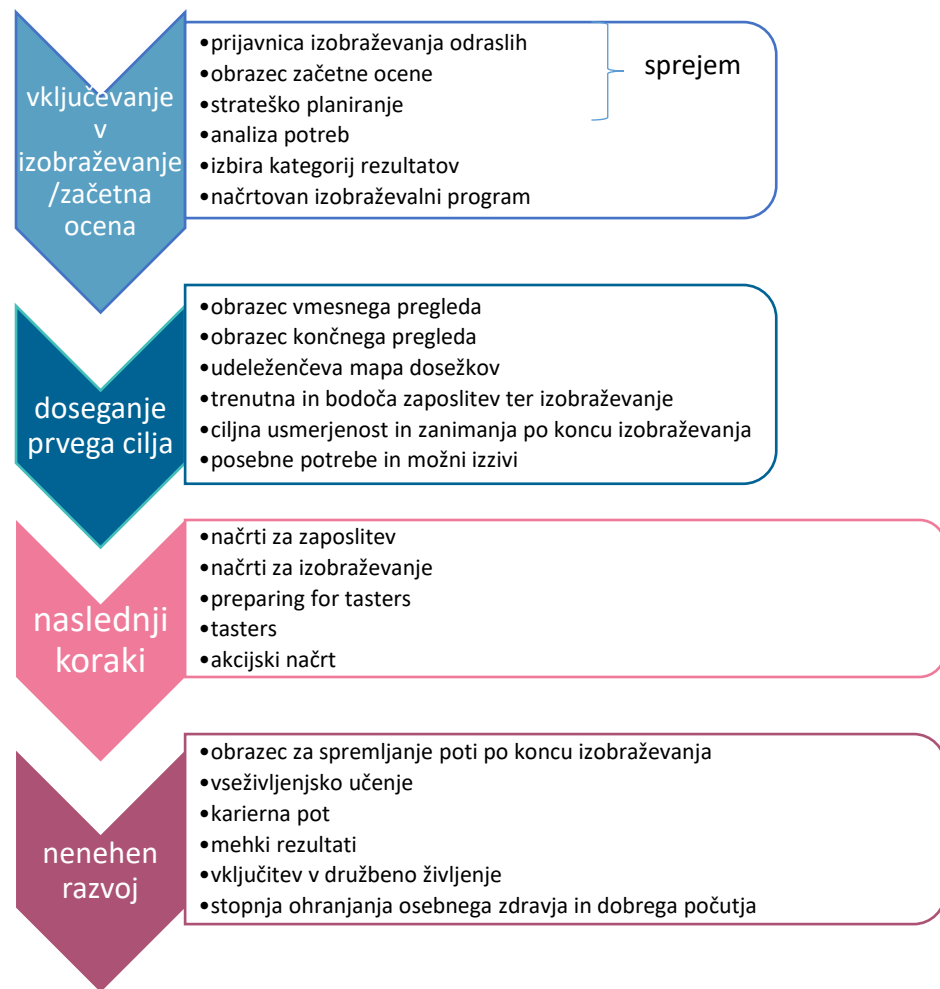 vključevanje
v
izobraževanje
/začetna
ocena
•prijavnica izobraževanja odraslih
•obrazec začetne ocene
•strateško planiranje
•analiza potreb
•izbira kategorij rezultatov
•načrtovan izobraževalni program
sprejem
doseganje
prvega cilja
•obrazec vmesnega pregleda
•obrazec končnega pregleda
•udeleženčeva mapa dosežkov
•trenutna in bodoča zaposlitev ter izobraževanje
•ciljna usmerjenost in zanimanja po koncu izobraževanja
•posebne potrebe in možni izzivi
naslednji
koraki
•načrti za zaposlitev
•načrti za izobraževanje
•preparing for tasters
•tasters
•akcijski načrt
nenehen
razvoj
•obrazec za spremljanje poti po koncu izobraževanja
•vseživljenjsko učenje
•karierna pot
•mehki rezultati
•vključitev v družbeno življenje
•stopnja ohranjanja osebnega zdravja in dobrega počutja